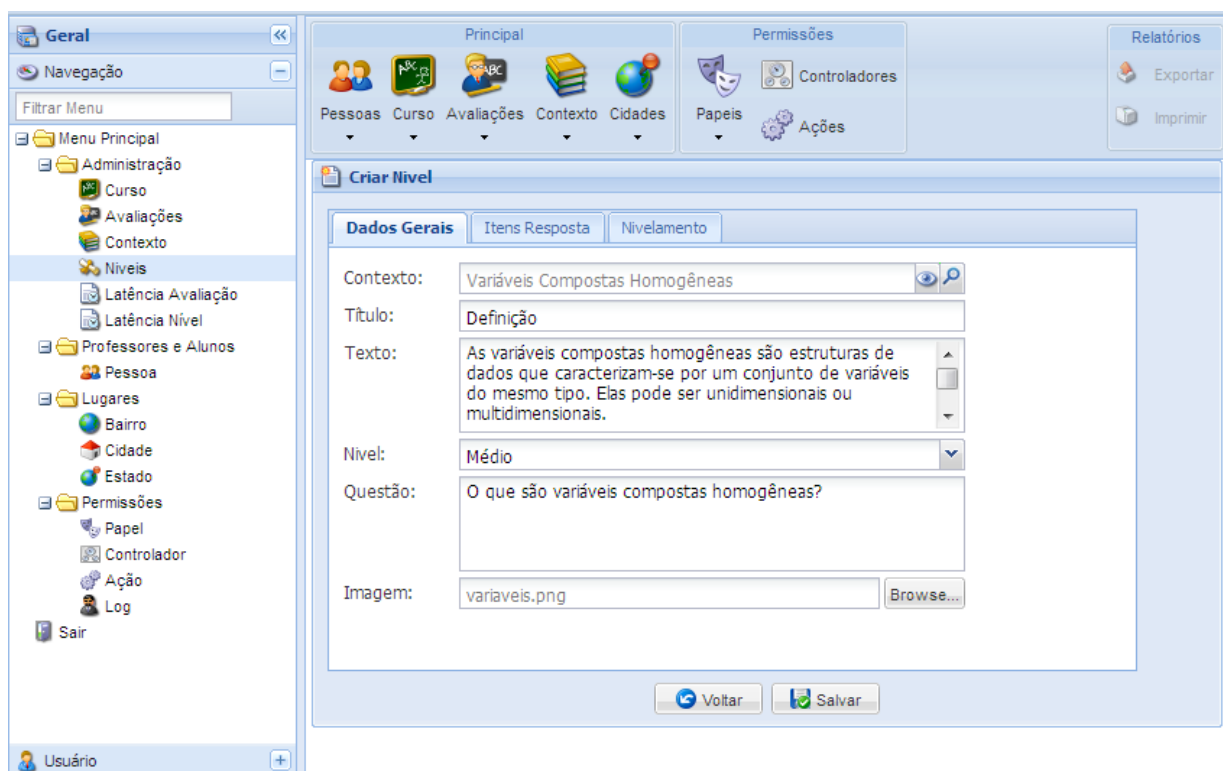 Geral
Navegação
Filtrar Menu
Menu Principal
Administração
Curso
Avaliações
Contexto
Niveis
Latência Avaliação
Latência Nível
Professores e Alunos
Pessoa
Lugares
Bairro
Cidade
Estado
Permissões
Papel
Controlador
Ação
Log
Sair
Usuário
Principal
Pessoas Curso Avaliações Contexto Cidades
Permissões
Papeis
Controladores
Ações
Relatórios
Exportar
Imprimir
Criar Nivel
Dados Gerais Itens Resposta Nivelamento
Contexto: Variáveis Compostas Homogêneas
Título: Definição
Texto: As variáveis compostas homogêneas são estruturas de
dados que caracterizam-se por um conjunto de variáveis
do mesmo tipo. Elas pode ser unidimensionais ou
multidimensionais.
Nivel: Médio
Questão: O que são variáveis compostas homogêneas?
Imagem: variaveis.png Browse...
Voltar Salvar